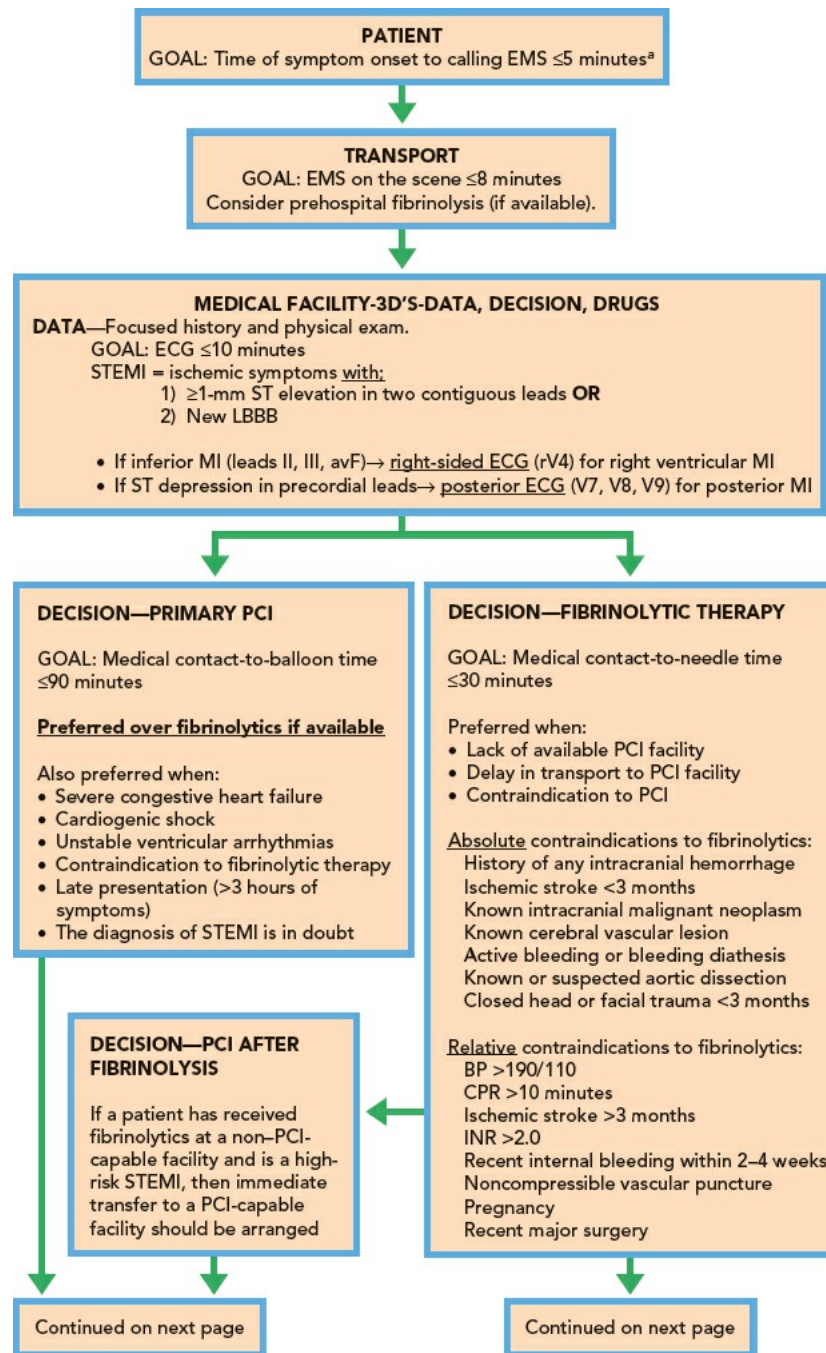 PATIENT
GOAL: Time of symptom onset to calling EMS ≤5 minutesᵃ
TRANSPORT
GOAL: EMS on the scene ≤8 minutes
Consider prehospital fibrinolysis (if available).
MEDICAL FACILITY-3D'S-DATA, DECISION, DRUGS
DATA—Focused history and physical exam.
GOAL: ECG ≤10 minutes
STEMI = ischemic symptoms with;
1) ≥1-mm ST elevation in two contiguous leads OR
2) New LBBB
• If inferior MI (leads II, III, avF)→ right-sided ECG (rV4) for right ventricular MI
• If ST depression in precordial leads→ posterior ECG (V7, V8, V9) for posterior MI
DECISION—PRIMARY PCI
GOAL: Medical contact-to-balloon time
≤90 minutes
Preferred over fibrinolytics if available
Also preferred when:
• Severe congestive heart failure
• Cardiogenic shock
• Unstable ventricular arrhythmias
• Contraindication to fibrinolytic therapy
• Late presentation (>3 hours of
symptoms)
• The diagnosis of STEMI is in doubt
DECISION—FIBRINOLYTIC THERAPY
GOAL: Medical contact-to-needle time
≤30 minutes
Preferred when:
• Lack of available PCI facility
• Delay in transport to PCI facility
• Contraindication to PCI
Absolute contraindications to fibrinolytics:
History of any intracranial hemorrhage
Ischemic stroke <3 months
Known intracranial malignant neoplasm
Known cerebral vascular lesion
Active bleeding or bleeding diathesis
Known or suspected aortic dissection
Closed head or facial trauma <3 months
Relative contraindications to fibrinolytics:
BP >190/110
CPR >10 minutes
Ischemic stroke >3 months
INR >2.0
Recent internal bleeding within 2–4 weeks
Noncompressible vascular puncture
Pregnancy
Recent major surgery
DECISION—PCI AFTER
FIBRINOLYSIS
If a patient has received
fibrinolytics at a non–PCI-
capable facility and is a high-
risk STEMI, then immediate
transfer to a PCI-capable
facility should be arranged
Continued on next page
Continued on next page